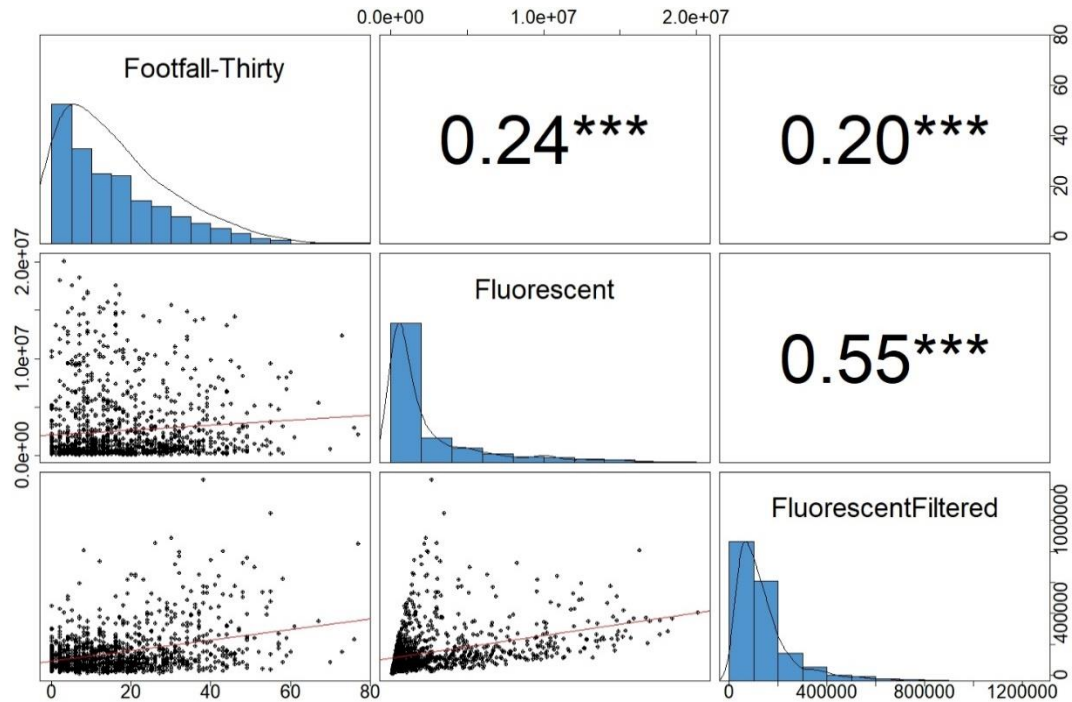 0.0e+00 1.0e+07 2.0e+07
Footfall-Thirty
0.24***
0.20***
0 20 40 60 80
Fluorescent
0.55***
0.0e+00 1.0e+07 2.0e+07
FluorescentFiltered
0 400000 1000000
0 20 40 60 80
0 4000000 800000 1200000